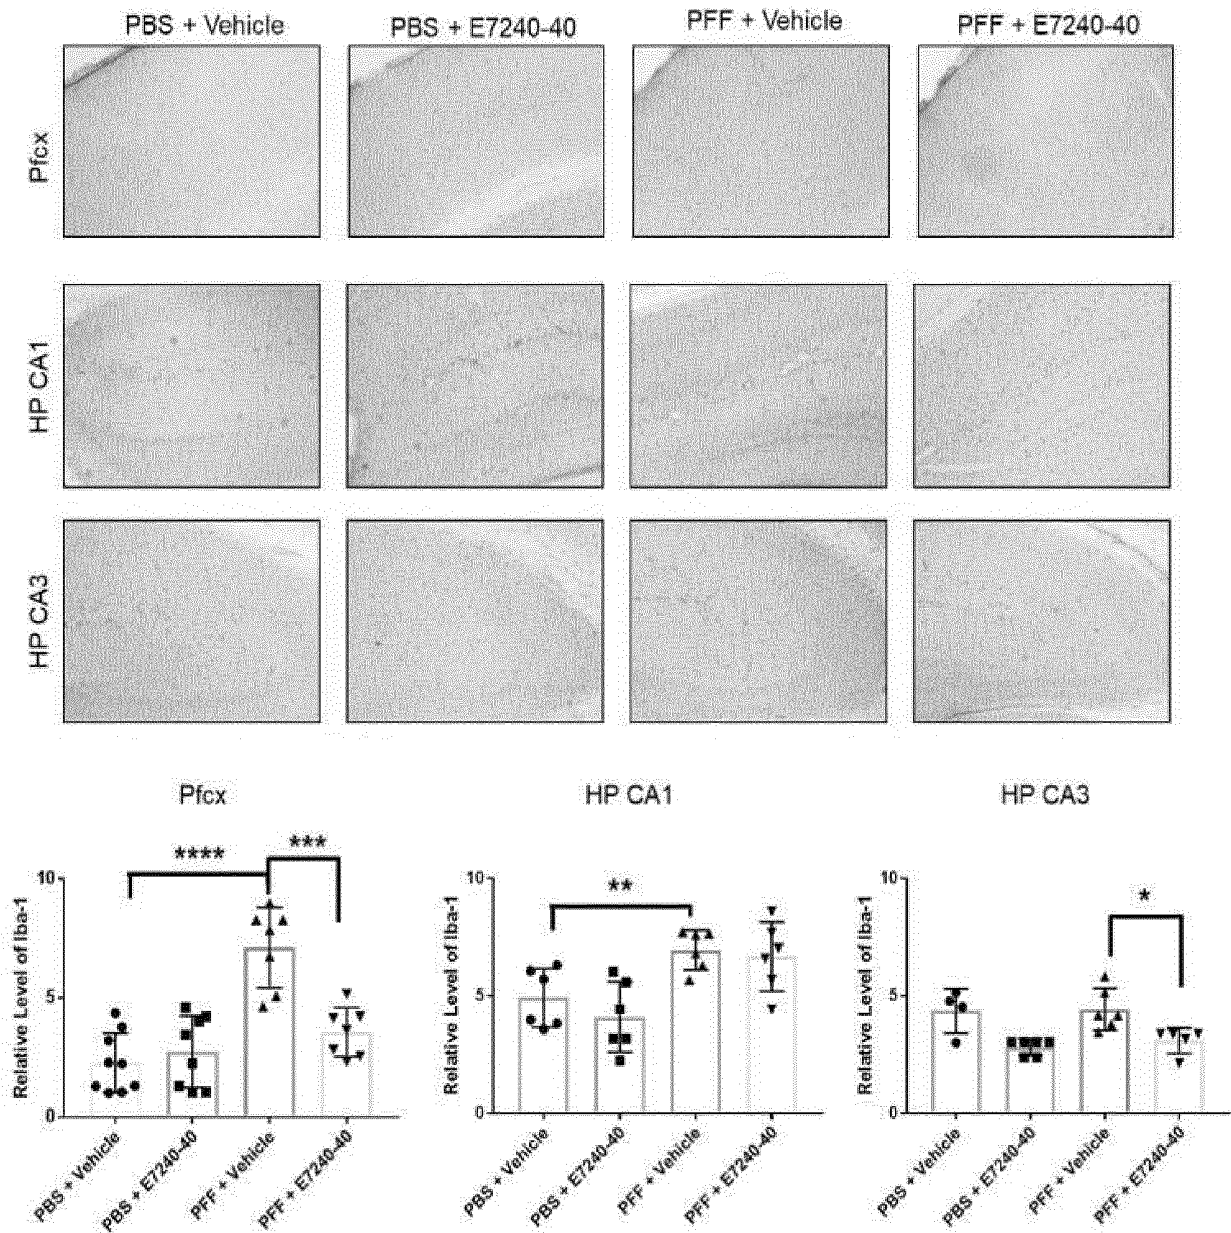 PBS + Vehicle PBS + E7240-40 PFF + Vehicle PFF + E7240-40
Pfcx
HP CA1
HP CA3
Pfcx
**** ***
Relative Level of Iba-1
10
5
0
PBS + Vehicle
PBS + E7240-40
PFF + Vehicle
PFF + E7240-40
HP CA1
**
Relative Level of Iba-1
10
5
0
PBS + Vehicle
PBS + E7240-40
PFF + Vehicle
PFF + E7240-40
HP CA3
*
Relative Level of Iba-1
10
5
0
PBS + Vehicle
PBS + E7240-40
PFF + Vehicle
PFF + E7240-40